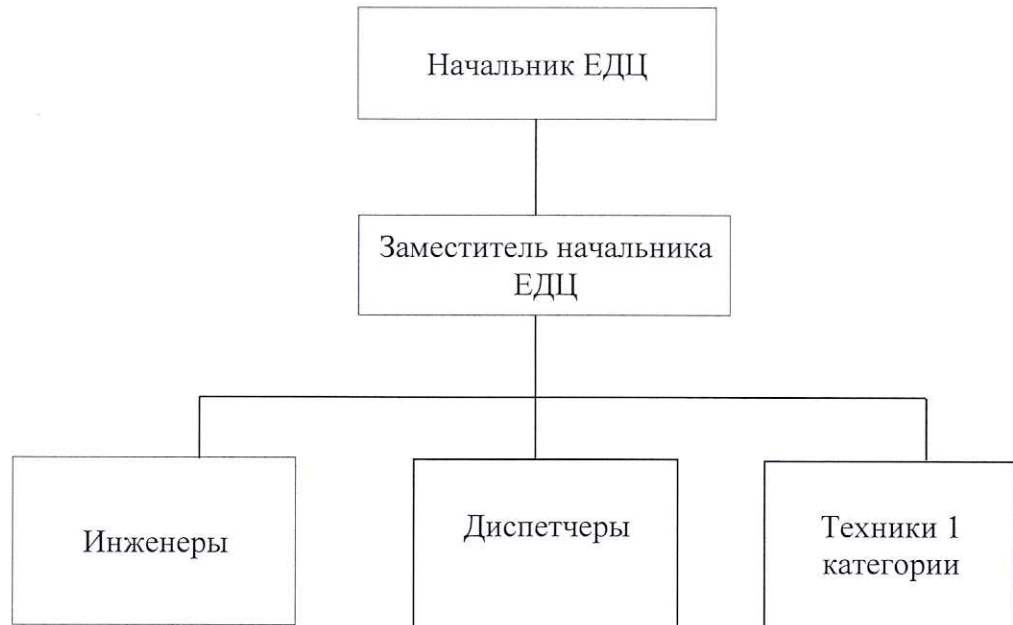 Начальник ЕДЦ
Заместитель начальника
ЕДЦ
Инженеры
Диспетчеры
Техники 1
категории